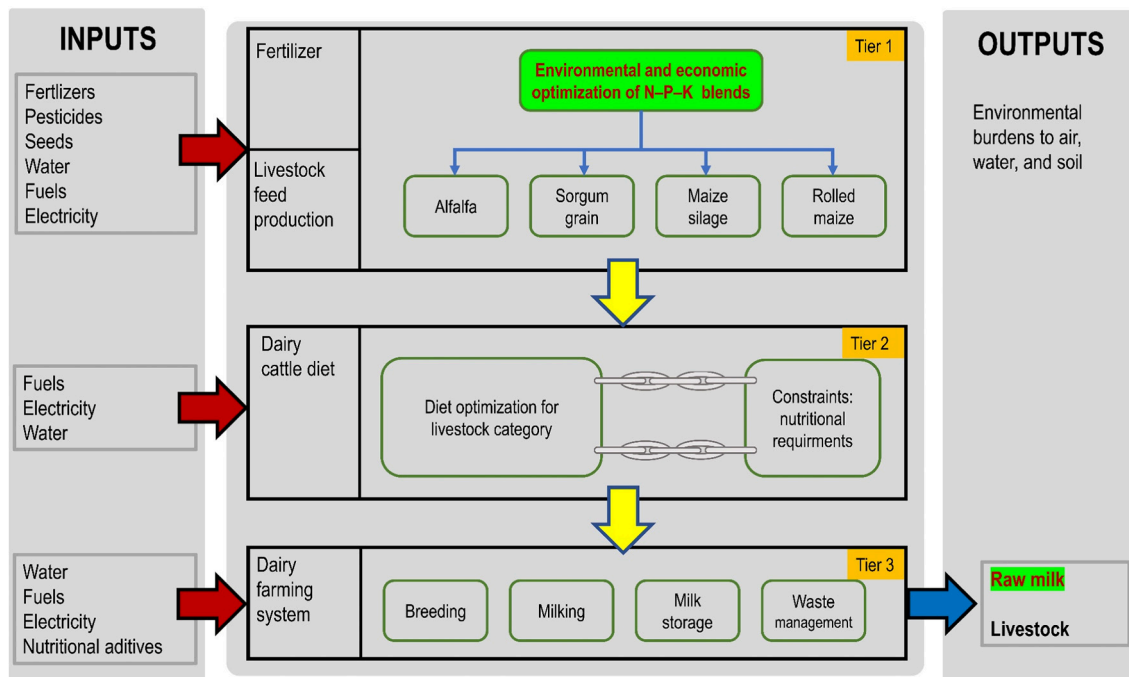 INPUTS
Fertlizers
Pesticides
Seeds
Water
Fuels
Electricity
Fuels
Electricity
Water
Water
Fuels
Electricity
Nutritional aditives
Fertilizer
Tier 1
Environmental and economic
optimization of N–P–K blends
Livestock
feed
production
Alfalfa
Sorgum
grain
Maize
silage
Rolled
maize
Dairy
cattle diet
Tier 2
Diet optimization for
livestock category
Constraints:
nutritional
requirments
Dairy
farming
system
Tier 3
Breeding
Milking
Milk
storage
Waste
management
OUTPUTS
Environmental
burdens to air,
water, and soil
Raw milk
Livestock